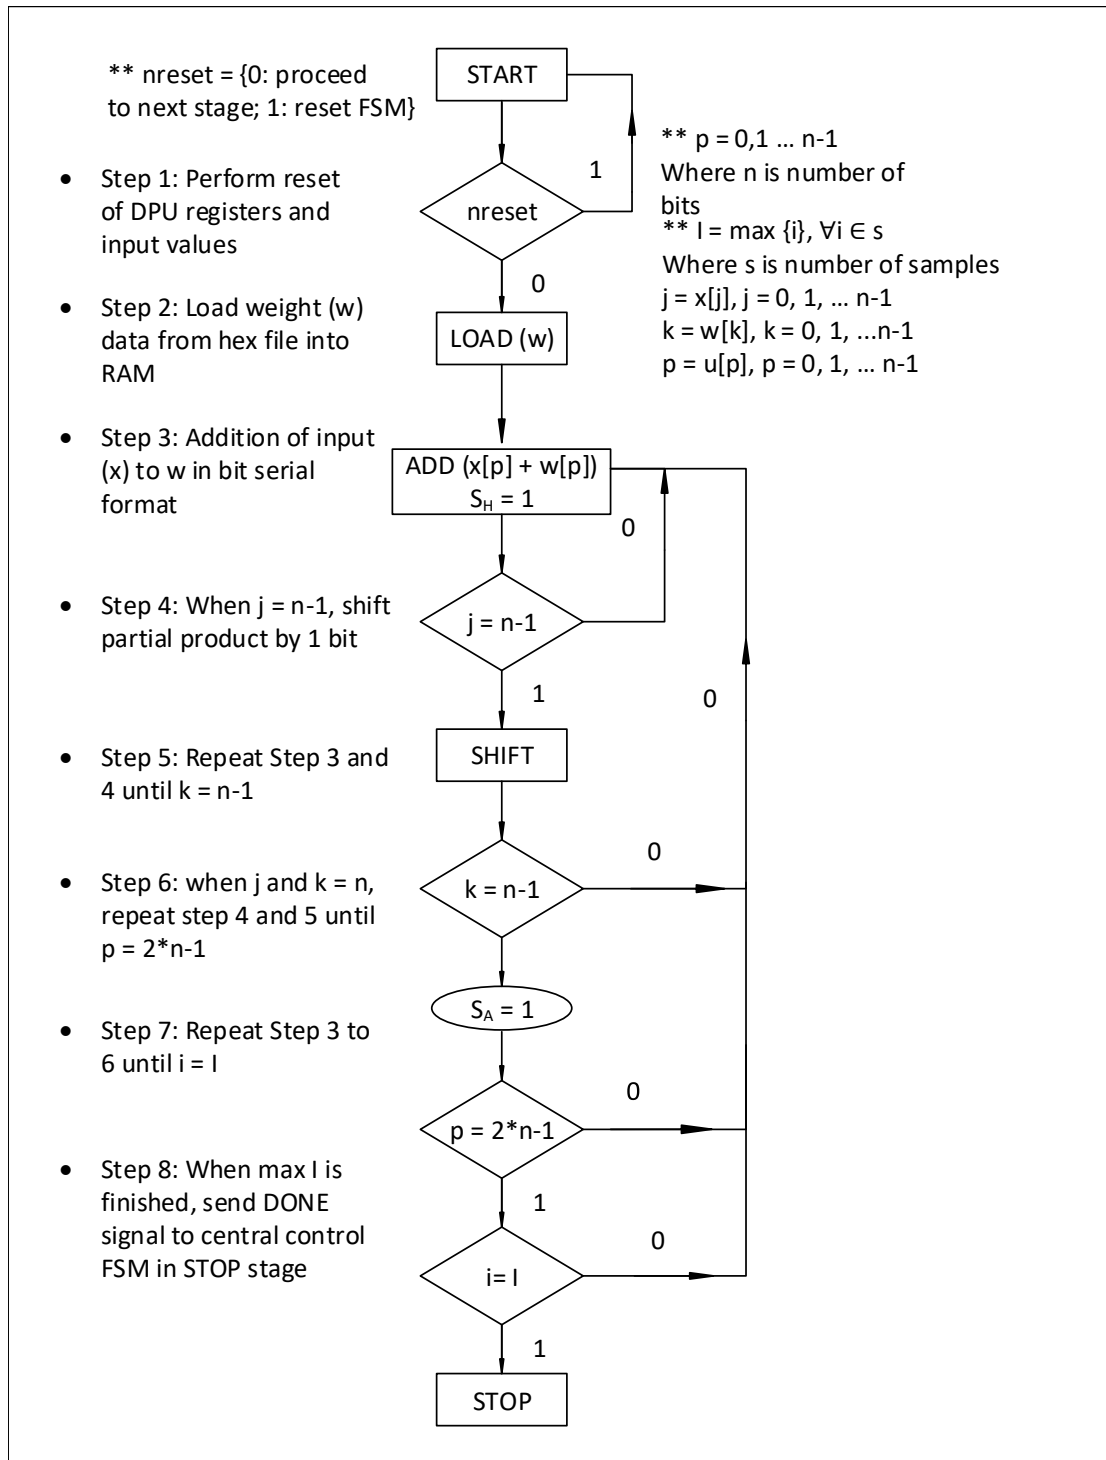 ** nreset = {0: proceed
to next stage; 1: reset FSM}
• Step 1: Perform reset
of DPU registers and
input values
• Step 2: Load weight (w)
data from hex file into
RAM
• Step 3: Addition of input
(x) to w in bit serial
format
• Step 4: When j = n-1, shift
partial product by 1 bit
• Step 5: Repeat Step 3 and
4 until k = n-1
• Step 6: when j and k = n,
repeat step 4 and 5 until
p = 2*n-1
• Step 7: Repeat Step 3 to
6 until i = I
• Step 8: When max I is
finished, send DONE
signal to central control
FSM in STOP stage
START
nreset
1
0
LOAD (w)
ADD (x[p] + w[p])
S_H = 1
0
j = n-1
1
SHIFT
k = n-1
0
0
S_A = 1
p = 2*n-1
0
1
i= I
0
1
STOP
** p = 0,1 ... n-1
Where n is number of
bits
** I = max {i}, ∀i ∈ s
Where s is number of samples
j = x[j], j = 0, 1, ... n-1
k = w[k], k = 0, 1, ...n-1
p = u[p], p = 0, 1, ... n-1